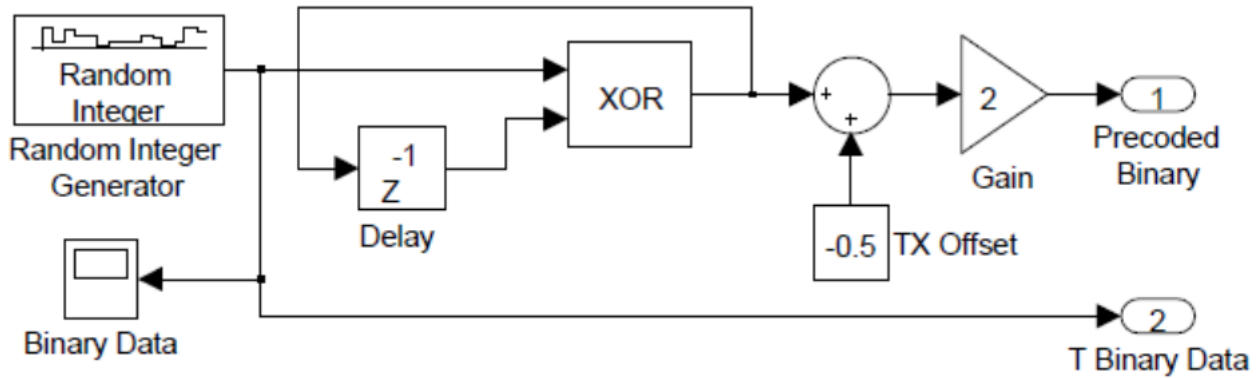 Random
Integer
Random Integer
Generator
XOR
-1
Z
Delay
+
+
2
Gain
1
Precoded
Binary
-0.5
TX Offset
Binary Data
2
T Binary Data